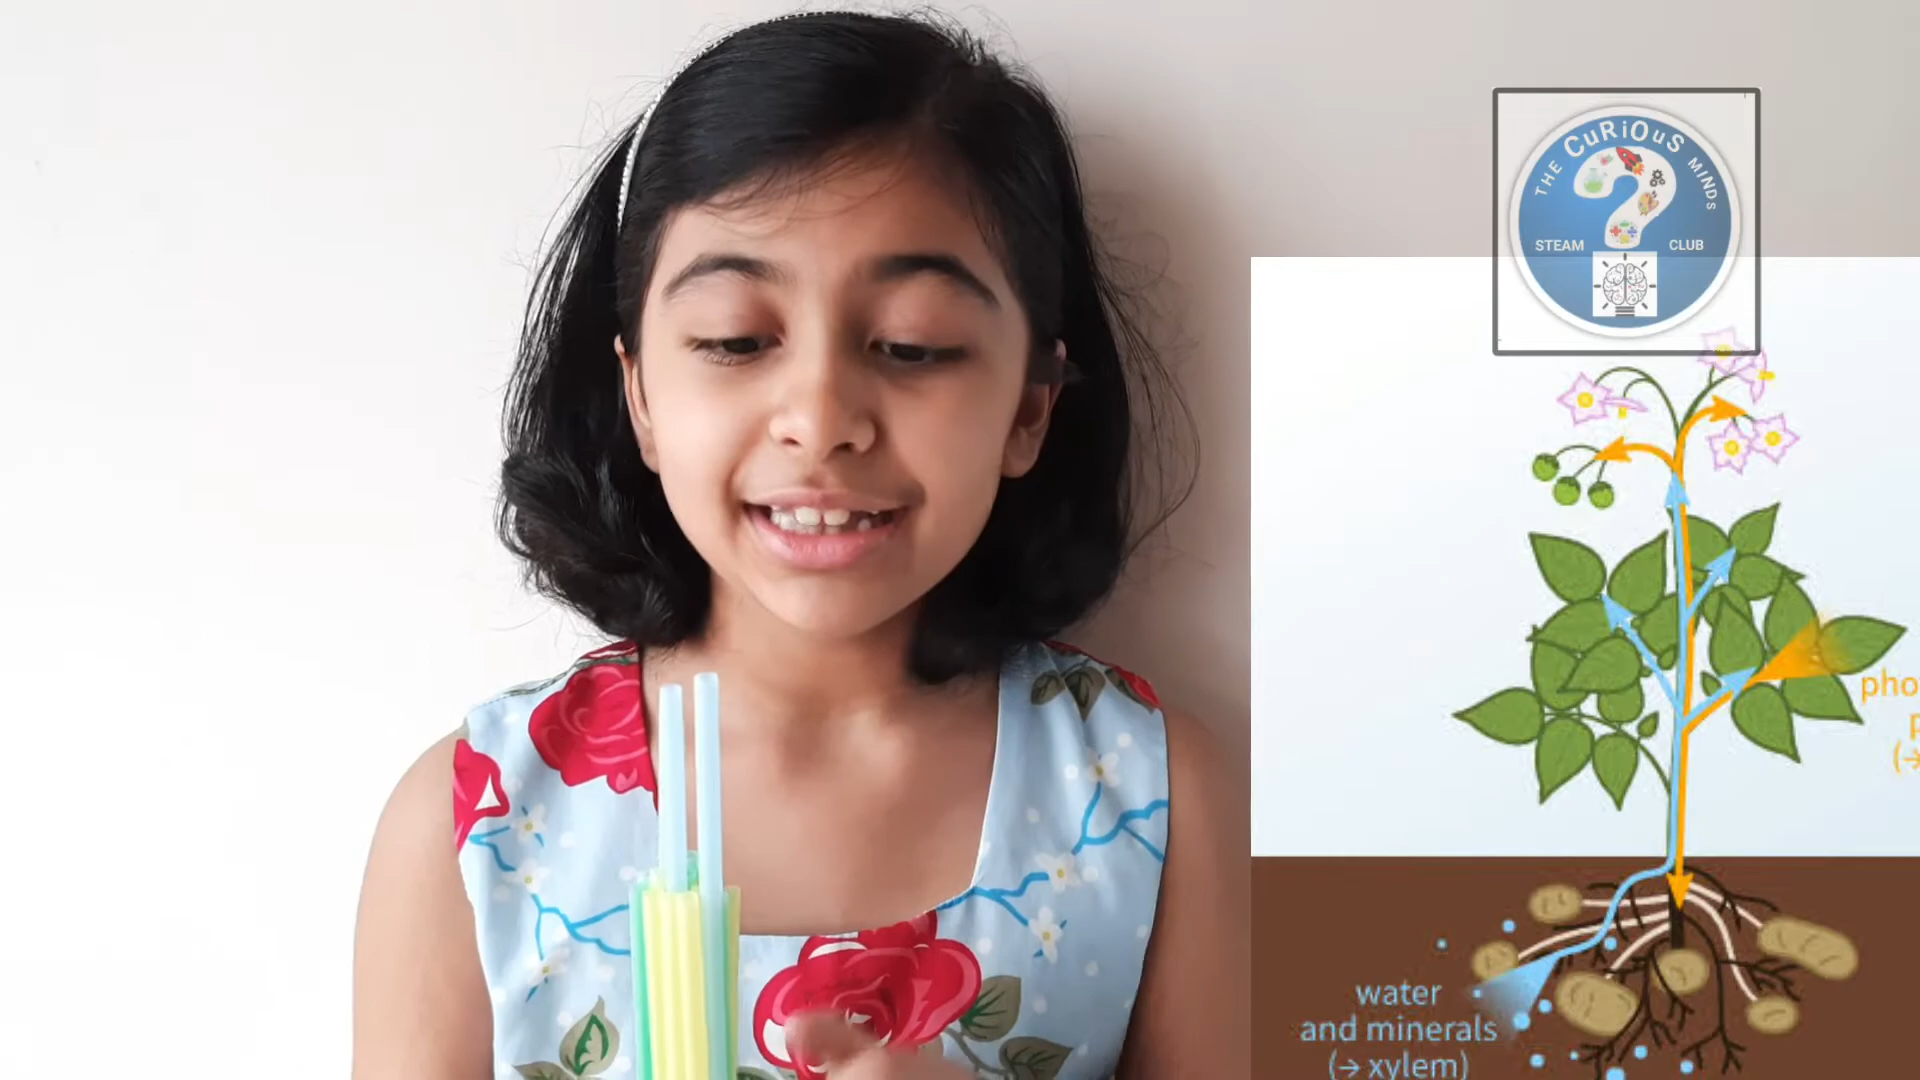 THE CuRiOuS MINDs
STEAM CLUB
pho
p
(→
water
and minerals
(→ xylem)